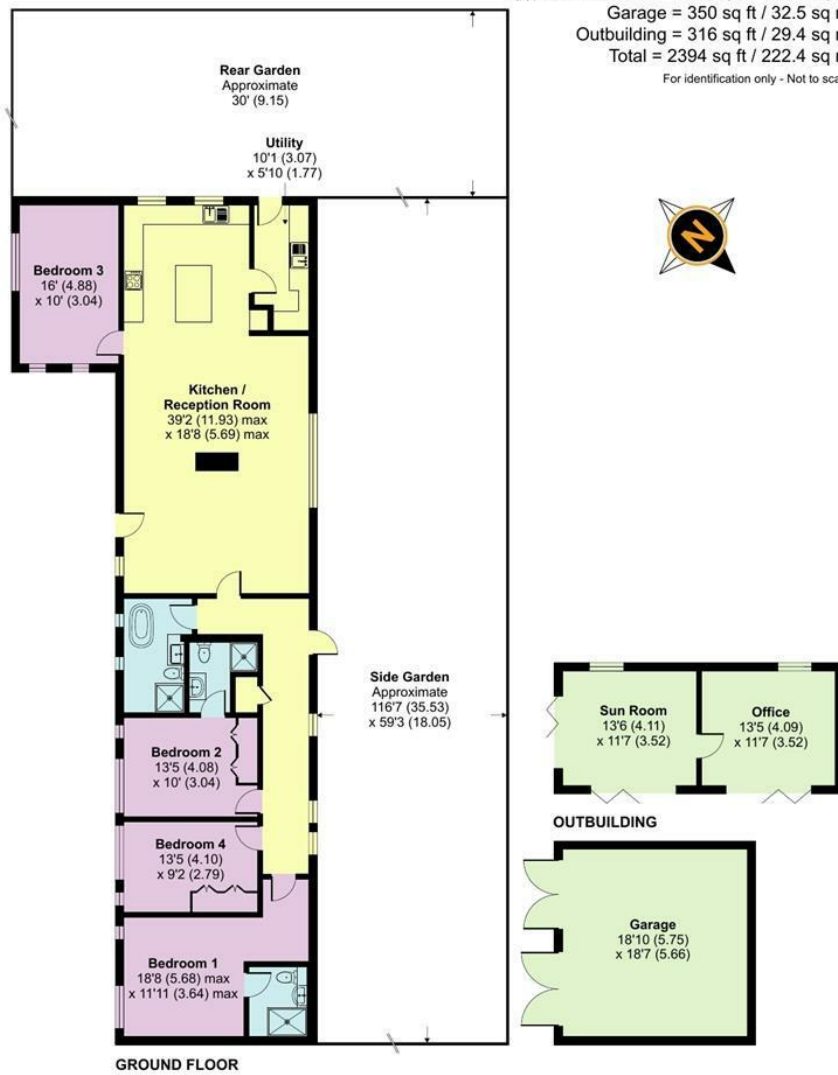 Garage = 350 sq ft / 32.5 sq
Outbuilding = 316 sq ft / 29.4 sq
Total = 2394 sq ft / 222.4 sq
For identification only - Not to
Rear Garden
Approximate
30' (9.15)
Utility
10'1 (3.07)
x 5'10 (1.77)
N
Bedroom 3
16' (4.88)
x 10' (3.04)
Kitchen /
Reception Room
39'2 (11.93) max
x 18'8 (5.69) max
Side Garden
Approximate
116'7 (35.53)
x 59'3 (18.05)
Sun Room
13'6 (4.11)
x 11'7 (3.52)
Office
13'5 (4.09)
x 11'7 (3.52)
OUTBUILDING
Bedroom 2
13'5 (4.08)
x 10' (3.04)
Bedroom 4
13'5 (4.10)
x 9'2 (2.79)
Garage
18'10 (5.75)
x 18'7 (5.66)
Bedroom 1
18'8 (5.68) max
x 11'11 (3.64) max
GROUND FLOOR